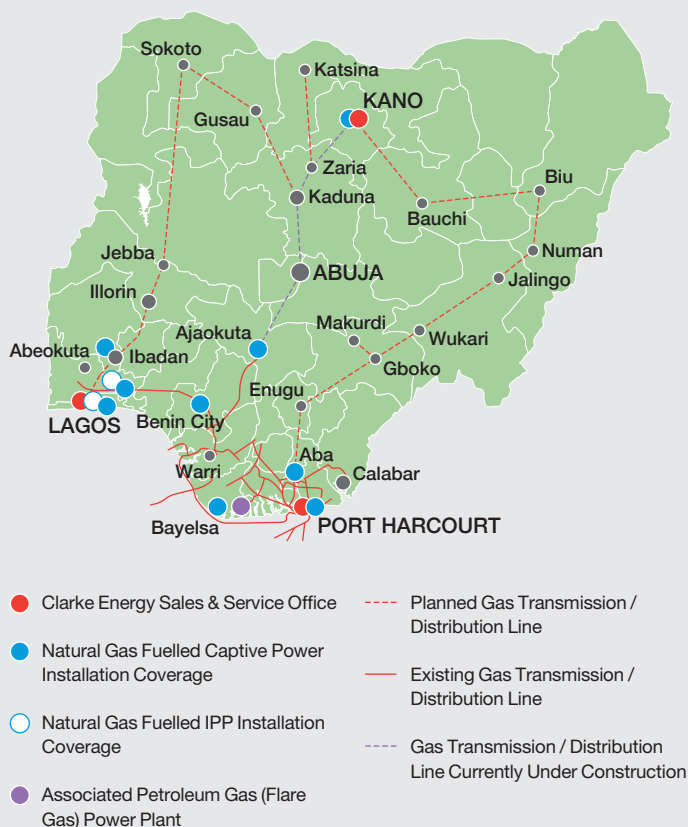 Sokoto
Katsina
KANO
Gusau
Zaria
Kaduna
Biu
Bauchi
Numan
Jebba
ABUJA
Jalingo
Illorin
Makurdi
Ajaokuta
Wukari
Abeokuta
Ibadan
Gboko
Enugu
LAGOS
Benin City
Aba
Warri
Calabar
Bayelsa
PORT HARCOURT
Clarke Energy Sales & Service Office
Natural Gas Fuelled Captive Power
Installation Coverage
Natural Gas Fuelled IPP Installation
Coverage
Associated Petroleum Gas (Flare
Gas) Power Plant
Planned Gas Transmission /
Distribution Line
Existing Gas Transmission /
Distribution Line
Gas Transmission / Distribution
Line Currently Under Construction